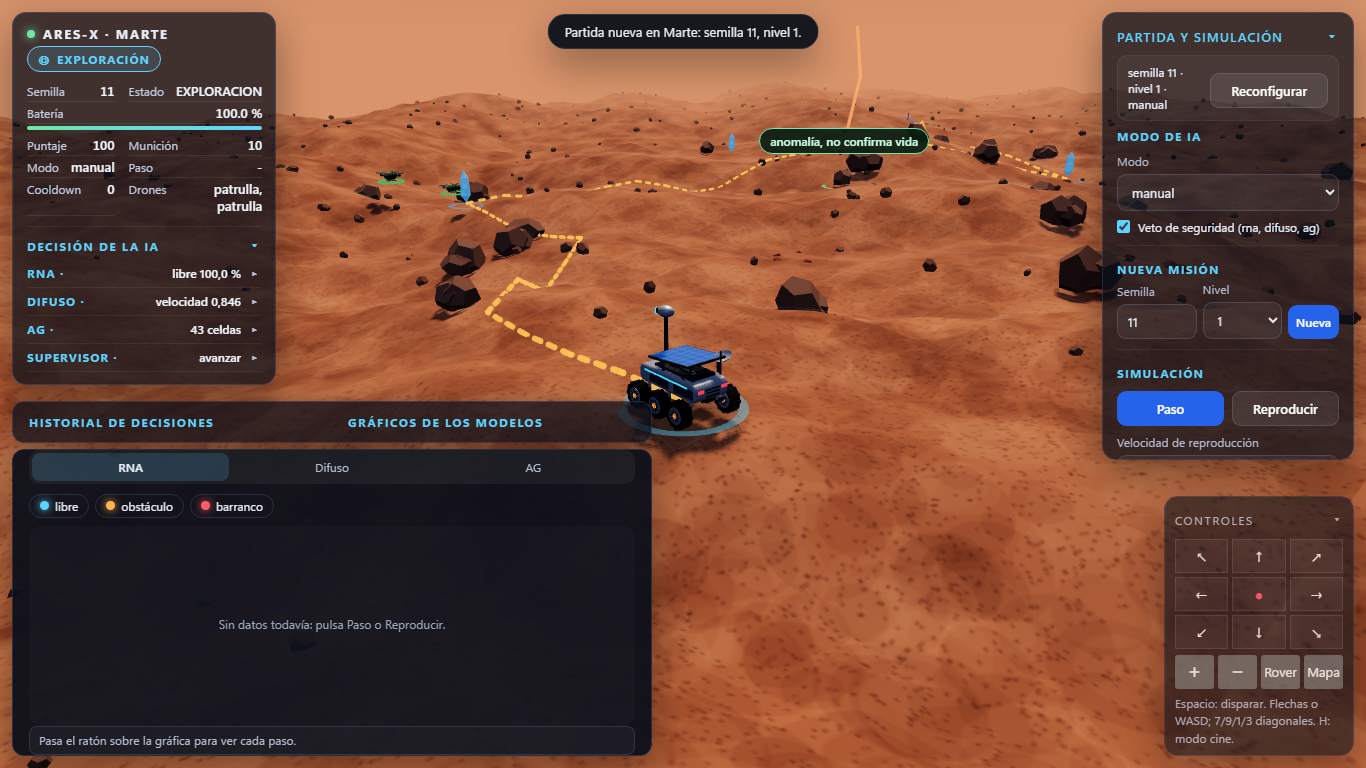 ARES-X · MARTE
EXPLORACIÓN
Semilla 11 Estado EXPLORACION
Batería 100.0 %
Puntaje 100 Munición 10
Modo manual Paso -
Cooldown 0 Drones patrulla,
patrulla
DECISIÓN DE LA IA
RNA · libre 100,0 %
DIFUSO · velocidad 0,846
AG · 43 celdas
SUPERVISOR · avanzar
HISTORIAL DE DECISIONES GRÁFICOS DE LOS MODELOS
RNA Difuso AG
libre obstáculo barranco
Sin datos todavía: pulsa Paso o Reproducir.
Pasa el ratón sobre la gráfica para ver cada paso.
Partida nueva en Marte: semilla 11, nivel 1.
anomalía, no confirma vida
PARTIDA Y SIMULACIÓN
semilla 11 ·
nivel 1 ·
manual
Reconfigurar
MODO DE IA
Modo
manual
Veto de seguridad (rna, difuso, ag)
NUEVA MISIÓN
Semilla Nivel
11 1 Nueva
SIMULACIÓN
Paso Reproducir
Velocidad de reproducción
CONTROLES
↖ ↑ ↗
← ● →
↙ ↓ ↘
+ − Rover Mapa
Espacio: disparar. Flechas o
WASD; 7/9/1/3 diagonales. H:
modo cine.